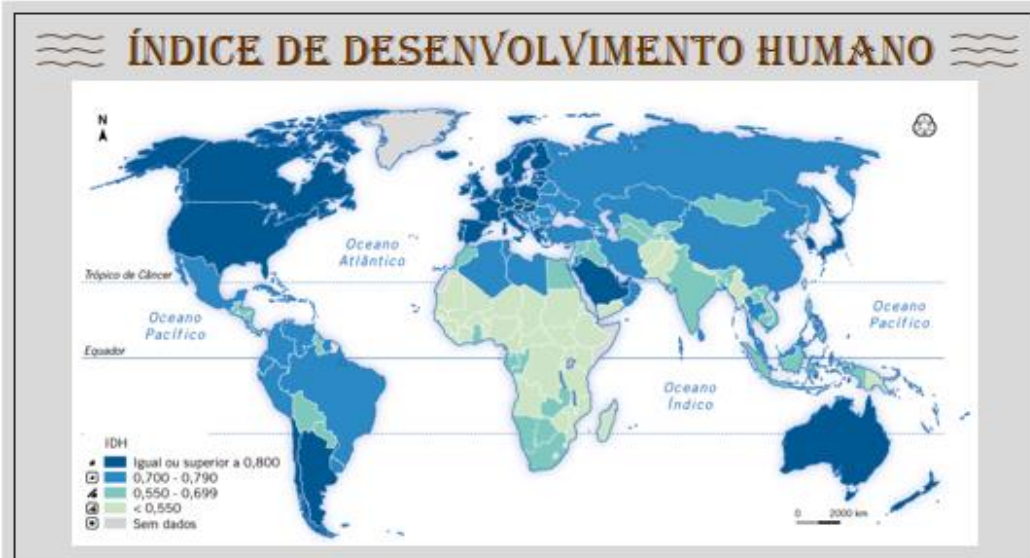 ÍNDICE DE DESENVOLVIMENTO HUMANO
N
Oceano
Atlântico
Trópico de Câncer
Oceano
Pacífico
Oceano
Pacífico
Equador
Oceano
Índico
IDH
Igual ou superior a 0,800
0,700 - 0,790
0,550 - 0,699
< 0,550
Sem dados
0 2000 km